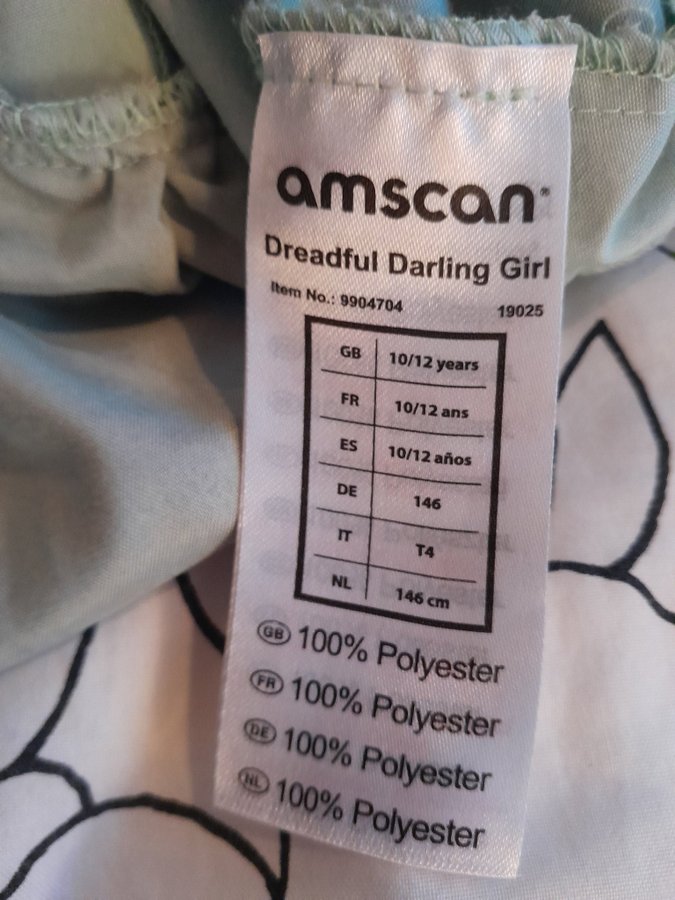 amscan®
Dreadful Darling Girl
Item No.: 9904704 19025
GB 10/12 years
FR 10/12 ans
ES 10/12 años
DE 146
IT T4
NL 146 cm
GB 100% Polyester
FR 100% Polyester
DE 100% Polyester
NL 100% Polyester